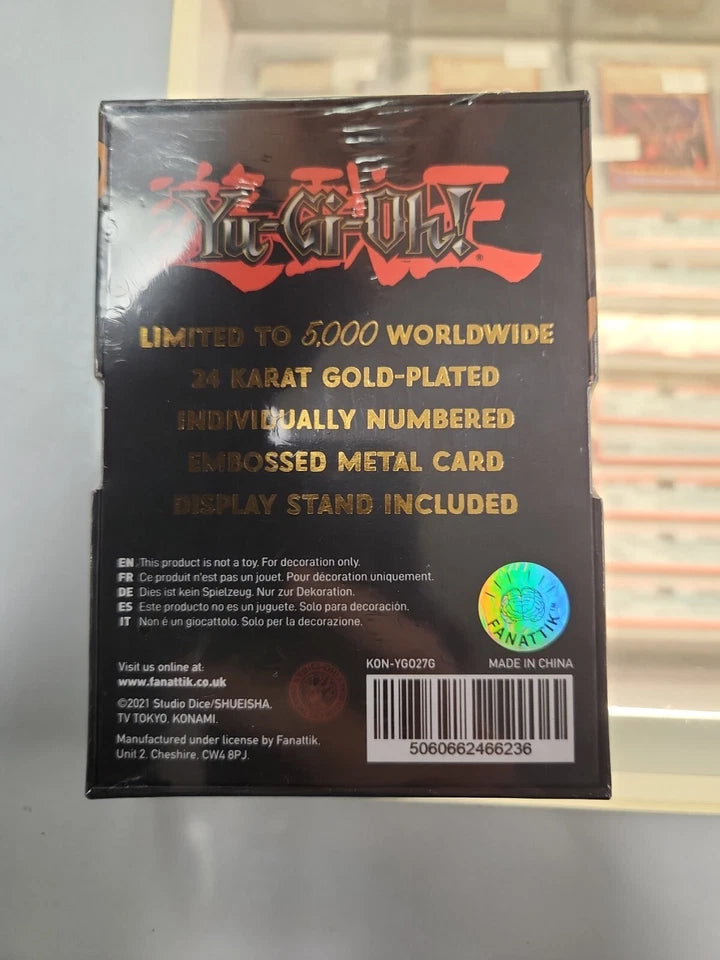 遊戯王
Yu-Gi-Oh!®
LIMITED TO 5,000 WORLDWIDE
24 KARAT GOLD-PLATED
INDIVIDUALLY NUMBERED
EMBOSSED METAL CARD
DISPLAY STAND INCLUDED
EN This product is not a toy. For decoration only.
FR Ce produit n'est pas un jouet. Pour décoration uniquement.
DE Dies ist kein Spielzeug. Nur zur Dekoration.
ES Este producto no es un juguete. Solo para decoración.
IT Non é un giocattolo. Solo per la decorazione.
FANATTIK™
Visit us online at:
www.fanattik.co.uk
©2021 Studio Dice/SHUEISHA,
TV TOKYO, KONAMI.
Manufactured under license by Fanattik,
Unit 2, Cheshire, CW4 8PJ.
KON-YGO27G MADE IN CHINA
5060662466236